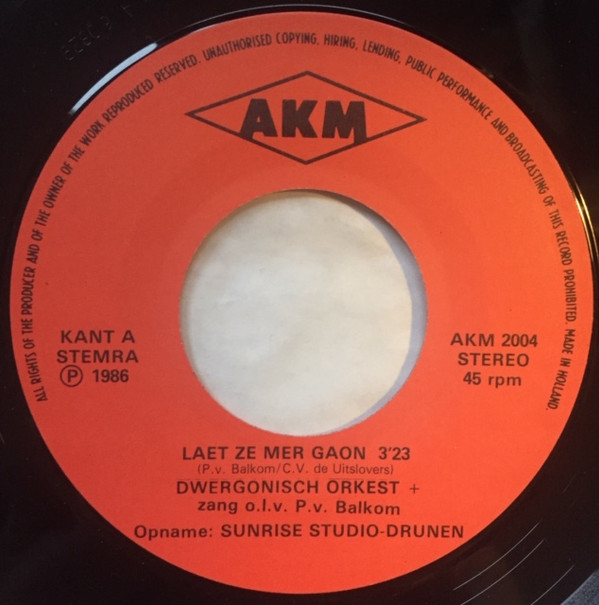 ALL RIGHTS OF THE PRODUCER AND OF THE OWNER OF THE WORK REPRODUCED RESERVED. UNAUTHORISED COPYING, HIRING, LENDING, PUBLIC PERFORMANCE AND BROADCASTING OF THIS RECORD PROHIBITED. MADE IN HOLLAND.
AKM
KANT A
STEMRA
Ⓟ 1986
AKM 2004
STEREO
45 rpm
LAET ZE MER GAON 3'23
(P.v. Balkom/C.V. de Uitslovers)
DWERGONISCH ORKEST +
zang o.l.v. P.v. Balkom
Opname: SUNRISE STUDIO-DRUNEN